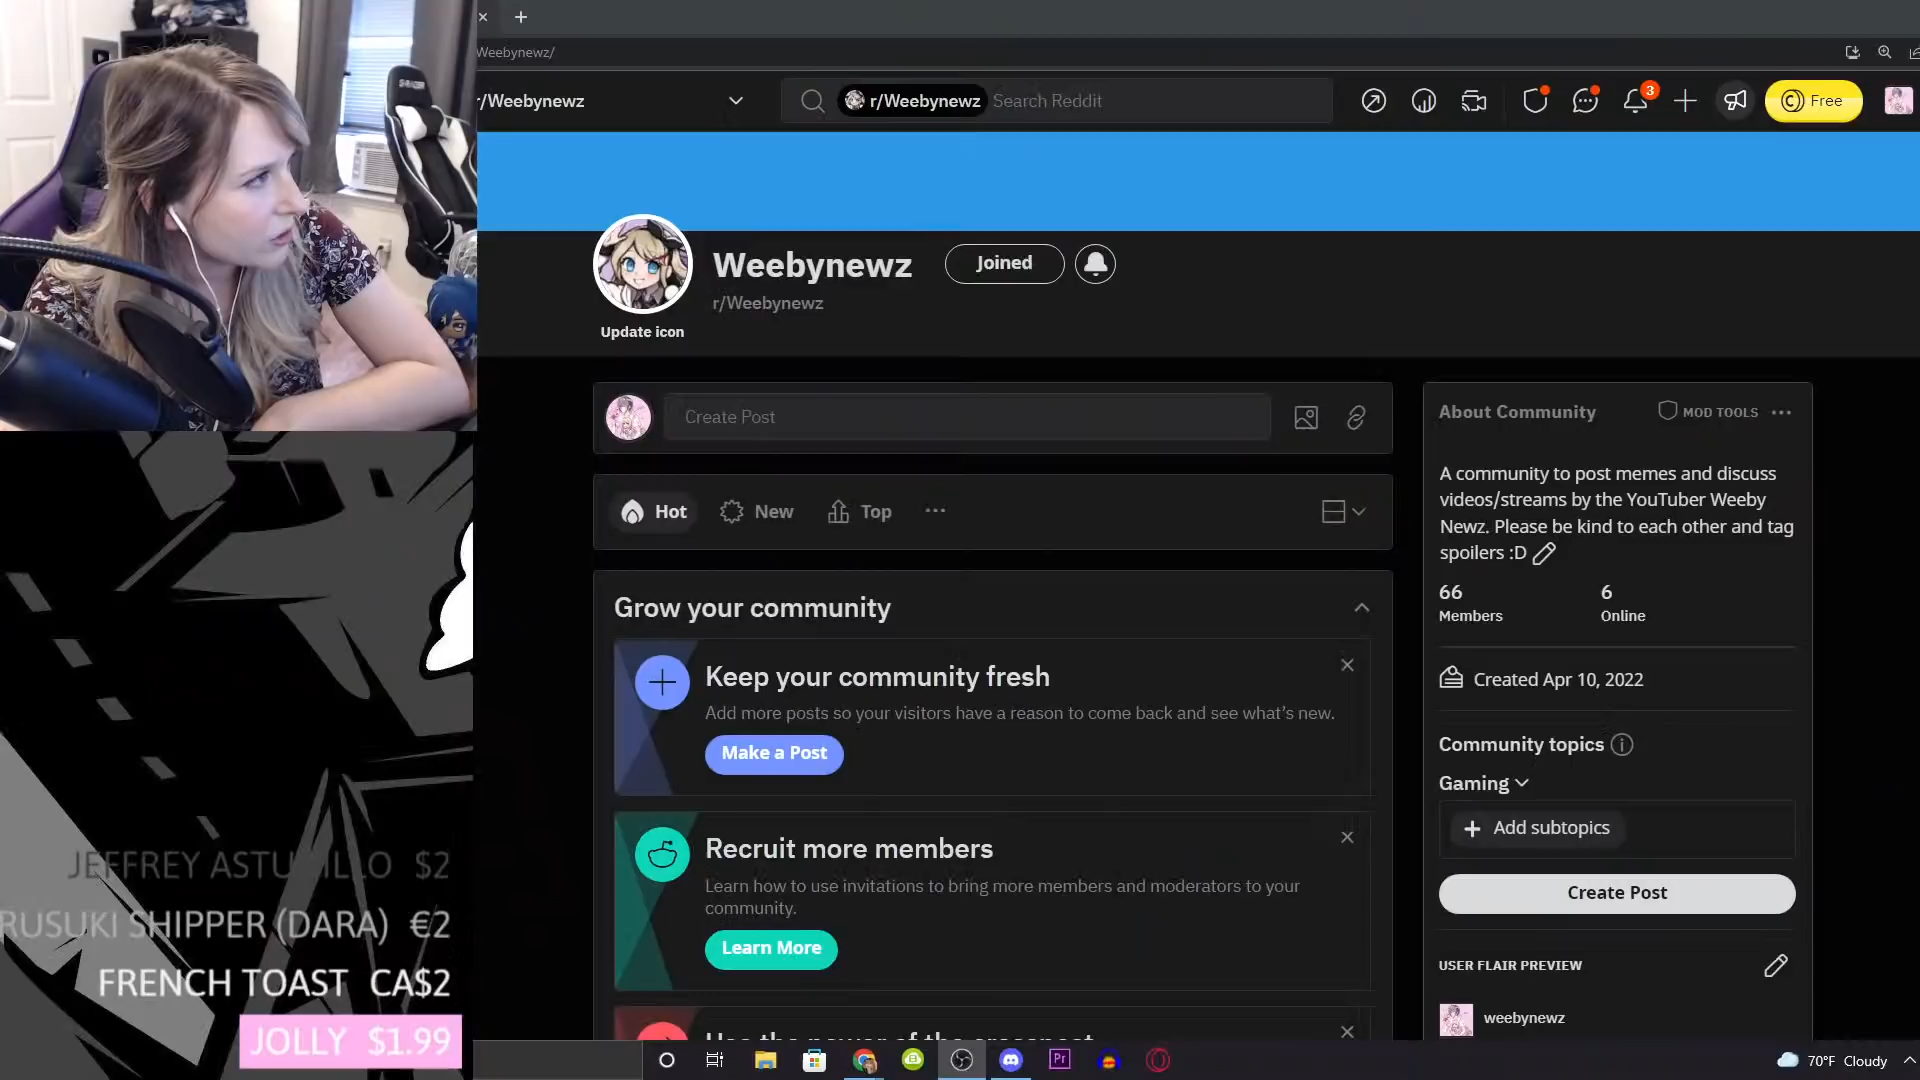 Weebynewz/
r/Weebynewz
r/Weebynewz Search Reddit
3
Free
Weebynewz
Joined
r/Weebynewz
Update icon
Create Post
Hot
New
Top
Grow your community
Keep your community fresh
Add more posts so your visitors have a reason to come back and see what's new.
Make a Post
Recruit more members
Learn how to use invitations to bring more members and moderators to your
community.
Learn More
About Community
MOD TOOLS
A community to post memes and discuss
videos/streams by the YouTuber Weeby
Newz. Please be kind to each other and tag
spoilers :D
66
6
Members
Online
Created Apr 10, 2022
Community topics
Gaming
Add subtopics
Create Post
USER FLAIR PREVIEW
weebynewz
$2
RUSUKI SHIPPER (DARA) €2
FRENCH TOAST CA$2
JOLLY $1.99
Pr
70°F Cloudy